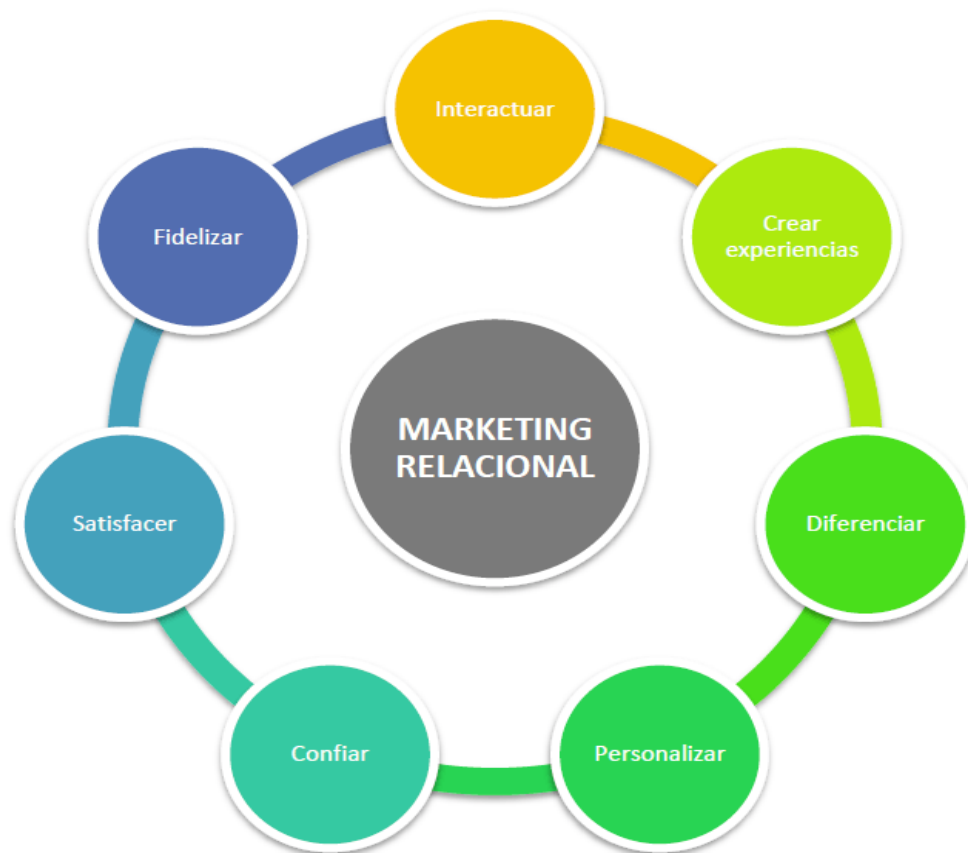 Interactuar
Crear
experiencias
Diferenciar
Personalizar
Confiar
Satisfacer
Fidelizar
MARKETING
RELACIONAL